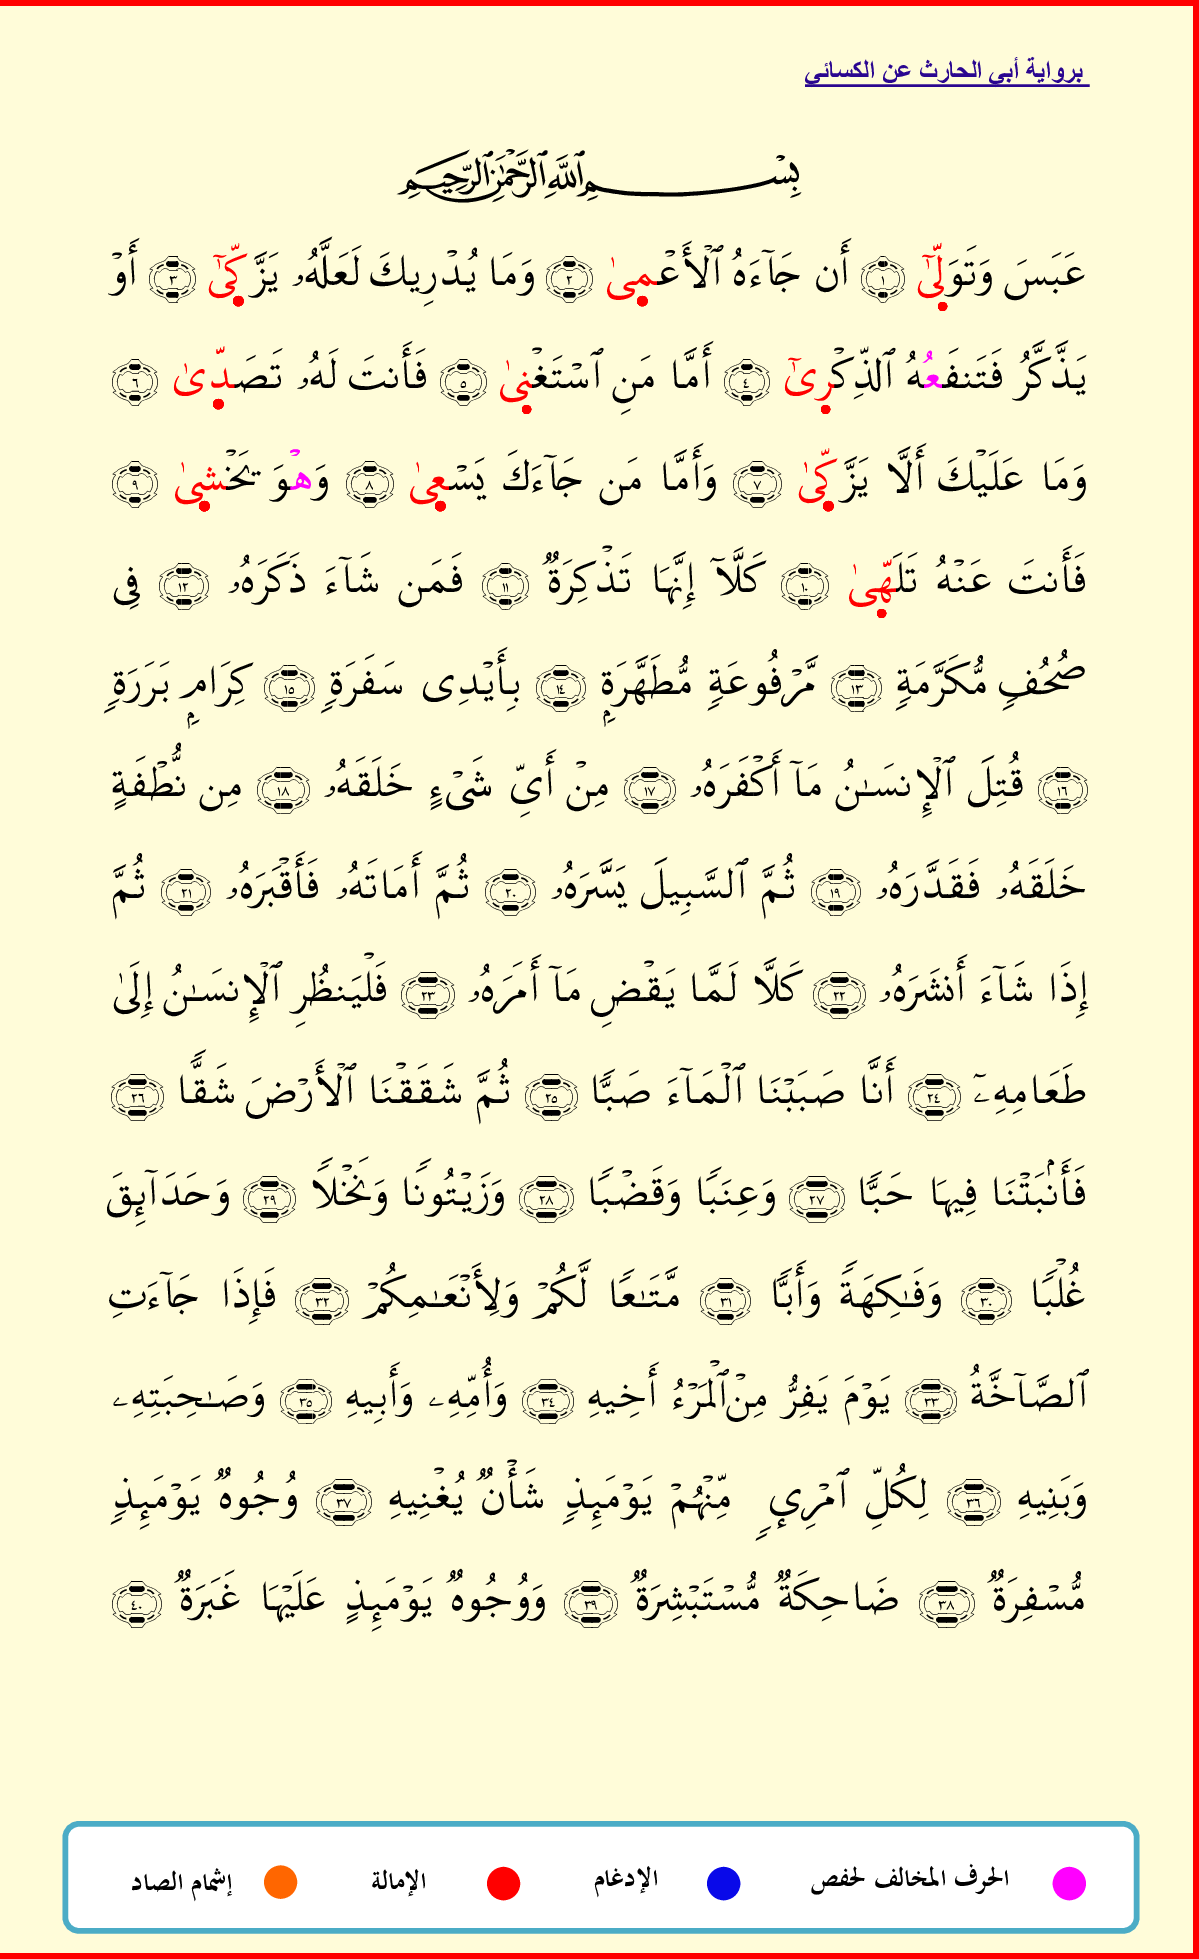 برواية أبي الحارث عن الكسائي
بِسْمِ ٱللَّهِ ٱلرَّحْمَٰنِ ٱلرَّحِيمِ
عَبَسَ وَتَوَلِّىٰٓ ١ أَن جَآءَهُ ٱلْأَعْمِىٰ ٢ وَمَا يُدْرِيكَ لَعَلَّهُۥ يَزَّكِّىٰٓ ٣ أَوْ
يَذَّكَّرُ فَتَنفَعُهُ ٱلذِّكْرِىٰٓ ٤ أَمَّا مَنِ ٱسْتَغْنِىٰ ٥ فَأَنتَ لَهُۥ تَصَدِّىٰ ٦
وَمَا عَلَيْكَ أَلَّا يَزَّكِّىٰ ٧ وَأَمَّا مَن جَآءَكَ يَسْعِىٰ ٨ وَهْوَ يَخْشِىٰ ٩
فَأَنتَ عَنْهُ تَلَهِّىٰ ١٠ كَلَّآ إِنَّهَا تَذْكِرَةٌ ١١ فَمَن شَآءَ ذَكَرَهُۥ ١٢ فِى
صُحُفٍ مُّكَرَّمَةٍ ١٣ مَّرْفُوعَةٍ مُّطَهَّرَةٍۭ ١٤ بِأَيْدِى سَفَرَةٍ ١٥ كِرَامٍۭ بَرَرَةٍ
١٦ قُتِلَ ٱلْإِنسَـٰنُ مَآ أَكْفَرَهُۥ ١٧ مِنْ أَىِّ شَىْءٍ خَلَقَهُۥ ١٨ مِن نُّطْفَةٍ
خَلَقَهُۥ فَقَدَّرَهُۥ ١٩ ثُمَّ ٱلسَّبِيلَ يَسَّرَهُۥ ٢٠ ثُمَّ أَمَاتَهُۥ فَأَقْبَرَهُۥ ٢١ ثُمَّ
إِذَا شَآءَ أَنشَرَهُۥ ٢٢ كَلَّا لَمَّا يَقْضِ مَآ أَمَرَهُۥ ٢٣ فَلْيَنظُرِ ٱلْإِنسَـٰنُ إِلَىٰ
طَعَامِهِۦٓ ٢٤ أَنَّا صَبَبْنَا ٱلْمَآءَ صَبًّا ٢٥ ثُمَّ شَقَقْنَا ٱلْأَرْضَ شَقًّا ٢٦
فَأَنۢبَتْنَا فِيهَا حَبًّا ٢٧ وَعِنَبًا وَقَضْبًا ٢٨ وَزَيْتُونًا وَنَخْلًا ٢٩ وَحَدَآئِقَ
غُلْبًا ٣٠ وَفَـٰكِهَةً وَأَبًّا ٣١ مَّتَـٰعًا لَّكُمْ وَلِأَنْعَـٰمِكُمْ ٣٢ فَإِذَا جَآءَتِ
ٱلصَّآخَّةُ ٣٣ يَوْمَ يَفِرُّ مِنْ ٱلْمَرْءُ أَخِيهِ ٣٤ وَأُمِّهِۦ وَأَبِيهِ ٣٥ وَصَـٰحِبَتِهِۦ
وَبَنِيهِ ٣٦ لِكُلِّ ٱمْرِئٍ مِّنْهُمْ يَوْمَئِذٍ شَأْنٌ يُغْنِيهِ ٣٧ وُجُوهٌ يَوْمَئِذٍ
مُّسْفِرَةٌ ٣٨ ضَاحِكَةٌ مُّسْتَبْشِرَةٌ ٣٩ وَوُجُوهٌ يَوْمَئِذٍ عَلَيْهَا غَبَرَةٌ ٤٠
الحرف المخالف لحفص الإدغام الإمالة إشمام الصاد